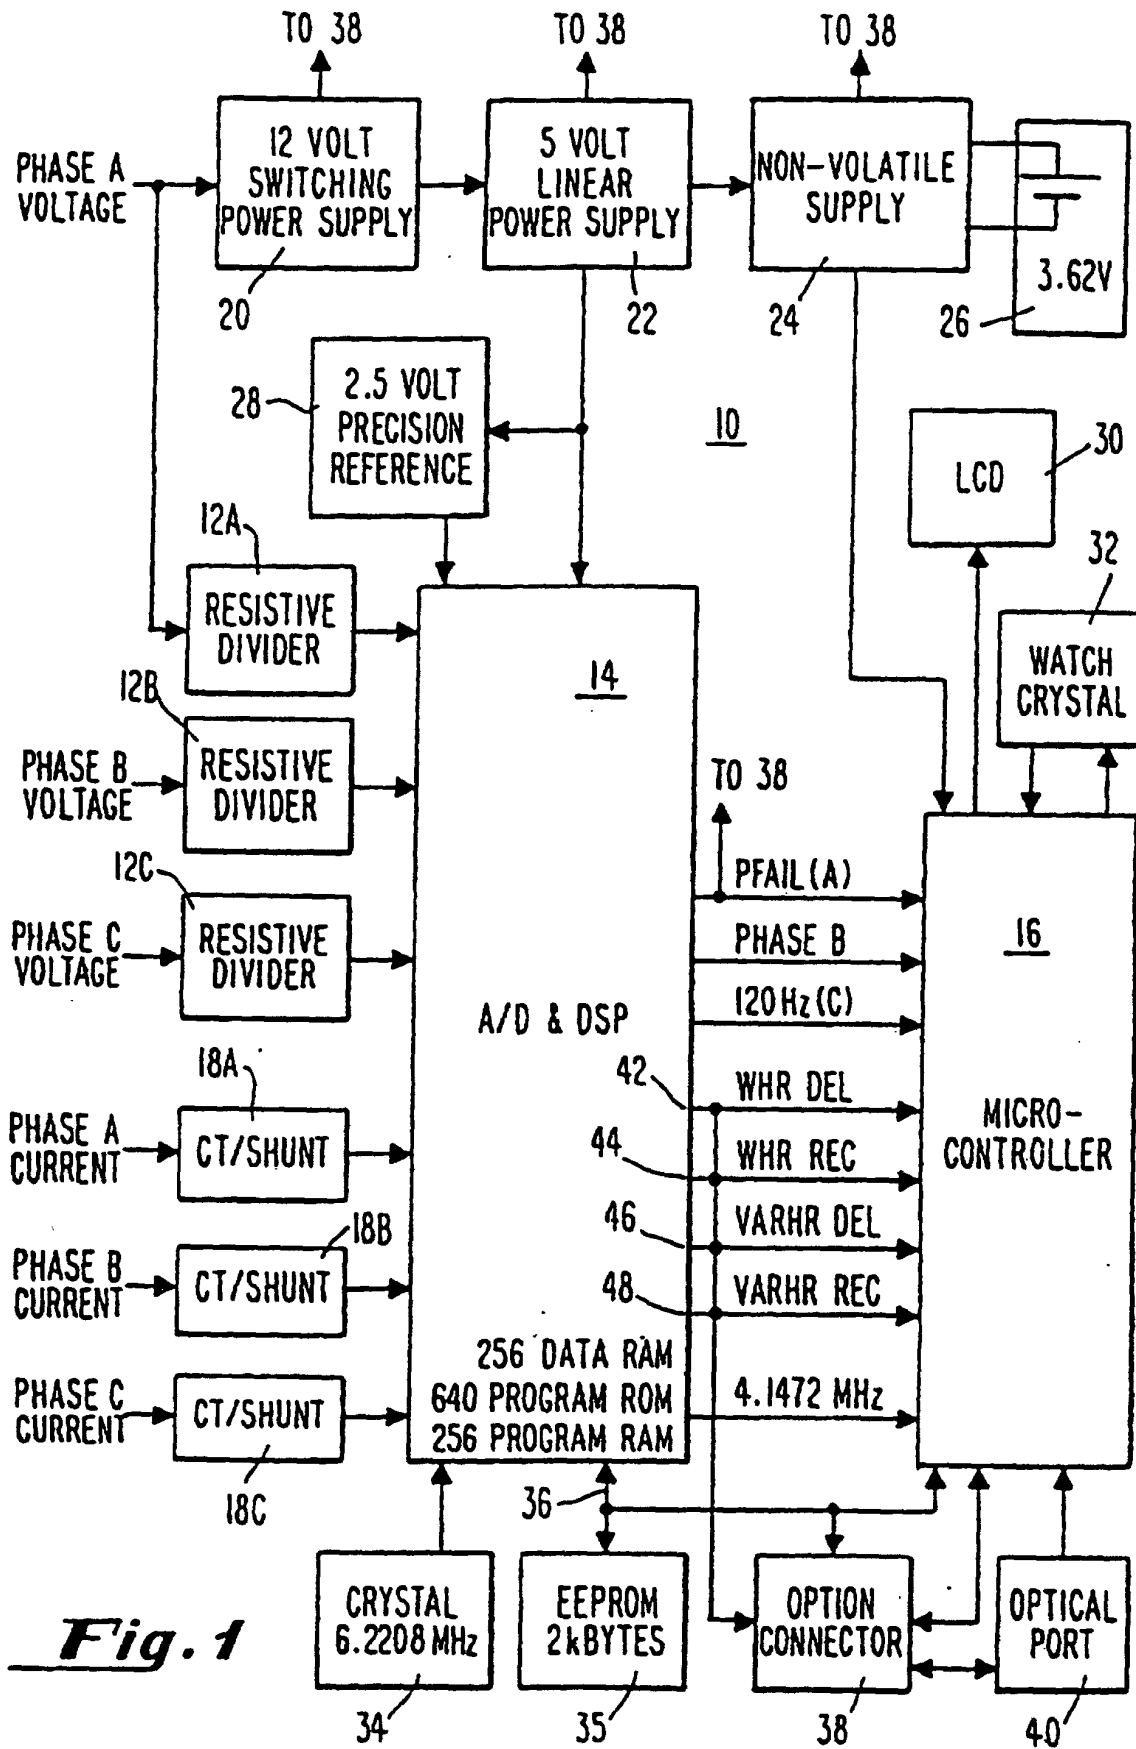 TO 38
TO 38
TO 38
PHASE A
VOLTAGE
12 VOLT
SWITCHING
POWER SUPPLY
20
5 VOLT
LINEAR
POWER SUPPLY
22
NON-VOLATILE
SUPPLY
24
3.62V
26
28
2.5 VOLT
PRECISION
REFERENCE
10
LCD
30
12A
RESISTIVE
DIVIDER
32
WATCH
CRYSTAL
12B
PHASE B
VOLTAGE
RESISTIVE
DIVIDER
12C
PHASE C
VOLTAGE
RESISTIVE
DIVIDER
14
A/D & DSP
TO 38
PFAIL(A)
PHASE B
120Hz(C)
42
WHR DEL
44
WHR REC
46
VARHR DEL
48
VARHR REC
4.1472 MHz
16
MICRO-
CONTROLLER
18A
PHASE A
CURRENT
CT/SHUNT
18B
PHASE B
CURRENT
CT/SHUNT
PHASE C
CURRENT
CT/SHUNT
18C
256 DATA RAM
640 PROGRAM ROM
256 PROGRAM RAM
36
CRYSTAL
6.2208 MHz
34
EEPROM
2kBYTES
35
OPTION
CONNECTOR
38
OPTICAL
PORT
40
Fig. 1